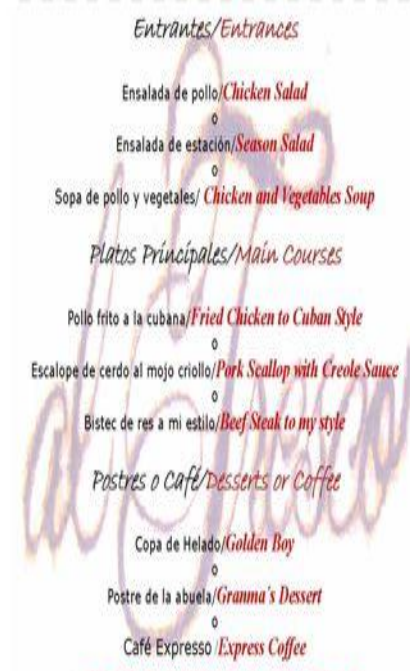 Entrantes/Entrances
Ensalada de pollo/Chicken Salad
o
Ensalada de estación/Season Salad
o
Sopa de pollo y vegetales/ Chicken and Vegetables Soup
Platos Principales/Main Courses
Pollo frito a la cubana/Fried Chicken to Cuban Style
o
Escalope de cerdo al mojo criollo/Pork Scallop with Creole Sauce
o
Bistec de res a mi estilo/Beef Steak to my style
Postres o Café/Desserts or Coffee
Copa de Helado/Golden Boy
o
Postre de la abuela/Granma´s Dessert
o
Café Expresso /Express Coffee
al Fresco